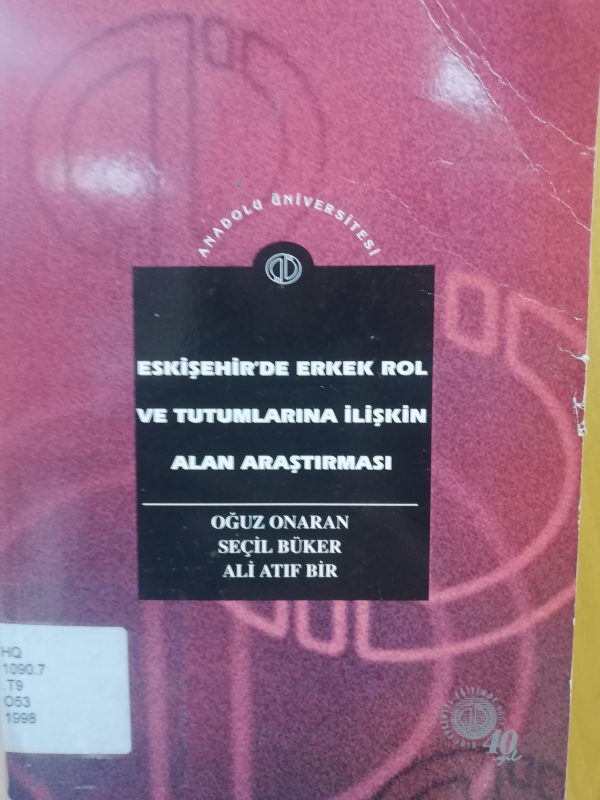 ANADOLU ÜNİVERSİTESİ
ESKİŞEHİR'DE ERKEK ROL
VE TUTUMLARINA İLİŞKİN
ALAN ARAŞTIRMASI
OĞUZ ONARAN
SEÇİL BÜKER
ALİ ATIF BİR
HQ
1090.7
.T9
O53
1998
40.
yıl